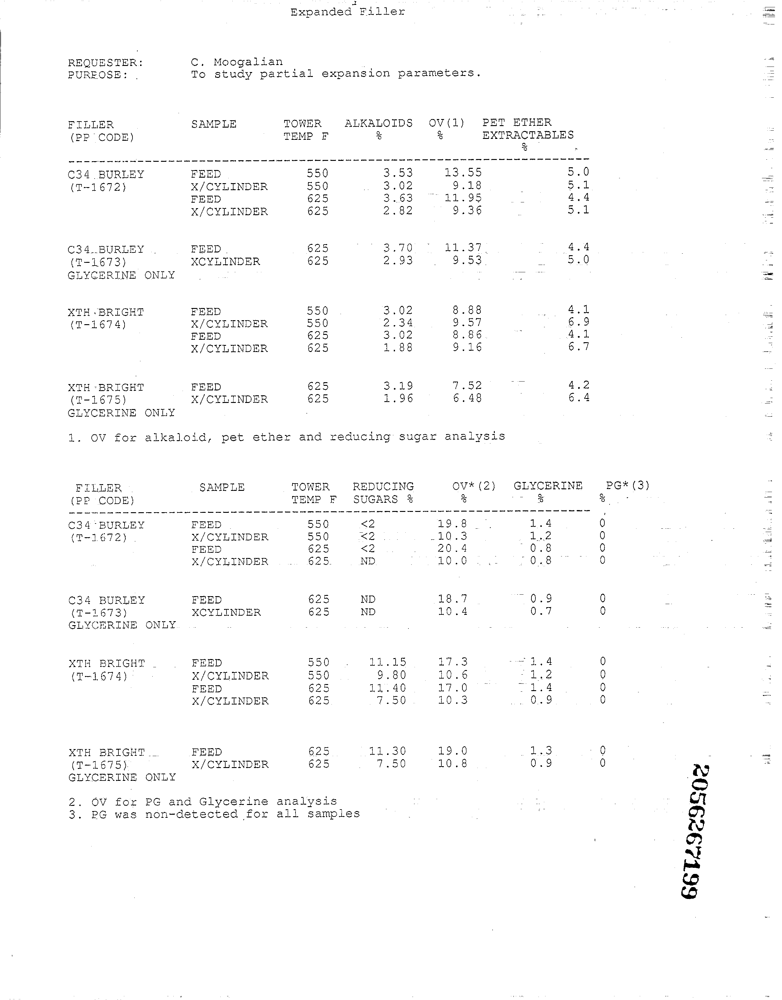 Expanded Filler
REQUESTER: C. Moogalian
PURPOSE: To study partial expansion parameters.
FILLER SAMPLE TOWER ALKALOIDS OV(1) PET ETHER
(PP CODE) TEMP F % % EXTRACTABLES
%
C34 BURLEY FEED 550 3.53 13.55 5.0
(T-1672) X/CYLINDER 550 3.02 9.18 5.1
FEED 625 3.63 11.95 4.4
X/CYLINDER 625 2.82 9.36 5.1
C34 BURLEY FEED 625 3.70 11.37 4.4
(T-1673) XCYLINDER 625 2.93 9.53 5.0
GLYCERINE ONLY
XTH BRIGHT FEED 550 3.02 8.88 4.1
(T-1674) X/CYLINDER 550 2.34 9.57 6.9
FEED 625 3.02 8.86 4.1
X/CYLINDER 625 1.88 9.16 6.7
XTH BRIGHT FEED 625 3.19 7.52 4.2
(T-1675) X/CYLINDER 625 1.96 6.48 6.4
GLYCERINE ONLY
1. OV for alkaloid, pet ether and reducing sugar analysis
FILLER SAMPLE TOWER REDUCING OV*(2) GLYCERINE PG*(3)
(PP CODE) TEMP F SUGARS % % % %
C34 BURLEY FEED 550 <2 19.8 1.4 0
(T-1672) X/CYLINDER 550 <2 10.3 1.2 0
FEED 625 <2 20.4 0.8 0
X/CYLINDER 625 ND 10.0 0.8 0
C34 BURLEY FEED 625 ND 18.7 0.9 0
(T-1673) XCYLINDER 625 ND 10.4 0.7 0
GLYCERINE ONLY
XTH BRIGHT FEED 550 11.15 17.3 1.4 0
(T-1674) X/CYLINDER 550 9.80 10.6 1.2 0
FEED 625 11.40 17.0 1.4 0
X/CYLINDER 625 7.50 10.3 0.9 0
XTH BRIGHT FEED 625 11.30 19.0 1.3 0
(T-1675) X/CYLINDER 625 7.50 10.8 0.9 0
GLYCERINE ONLY
2. OV for PG and Glycerine analysis
3. PG was non-detected for all samples
2056267199